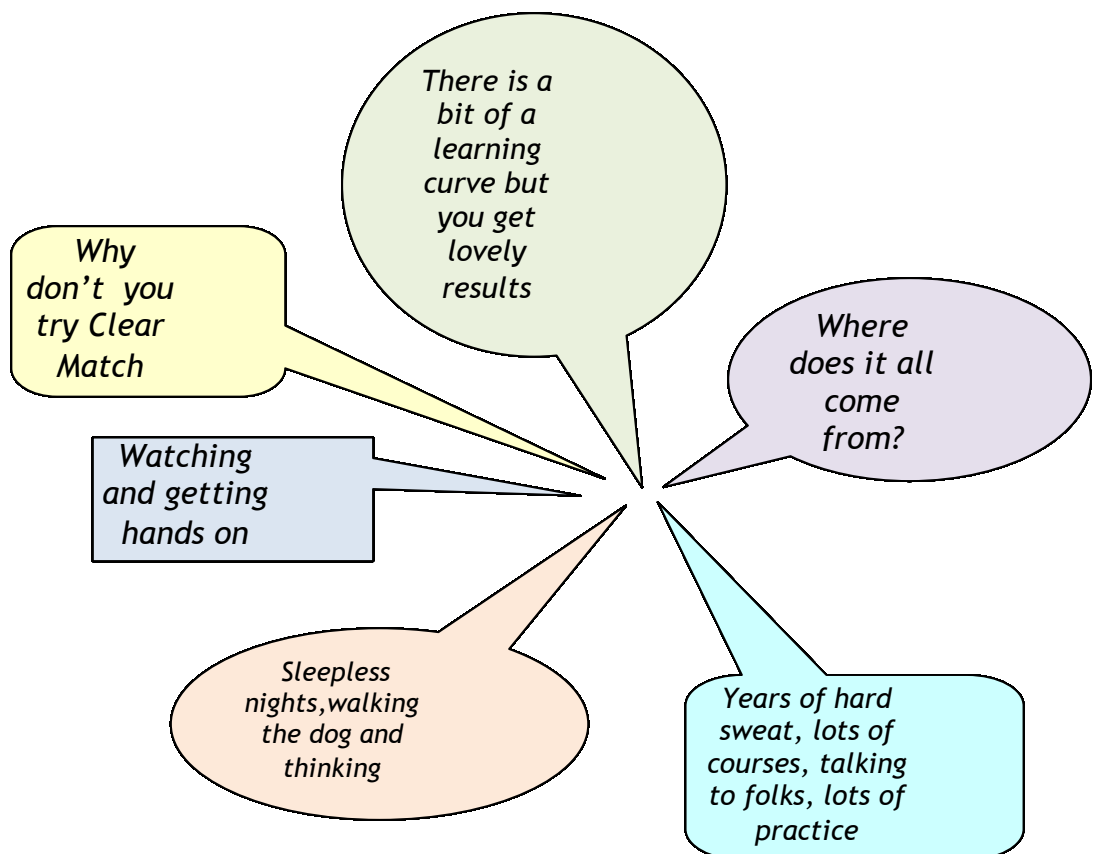 There is a
bit of a
learning
curve but
you get
lovely
results
Why
don’t  you
try Clear
Match
Where
does it all
come
from?
Watching
and getting
hands on
Sleepless
nights,walking
the dog and
thinking
Years of hard
sweat, lots of
courses, talking
to folks, lots of
practice